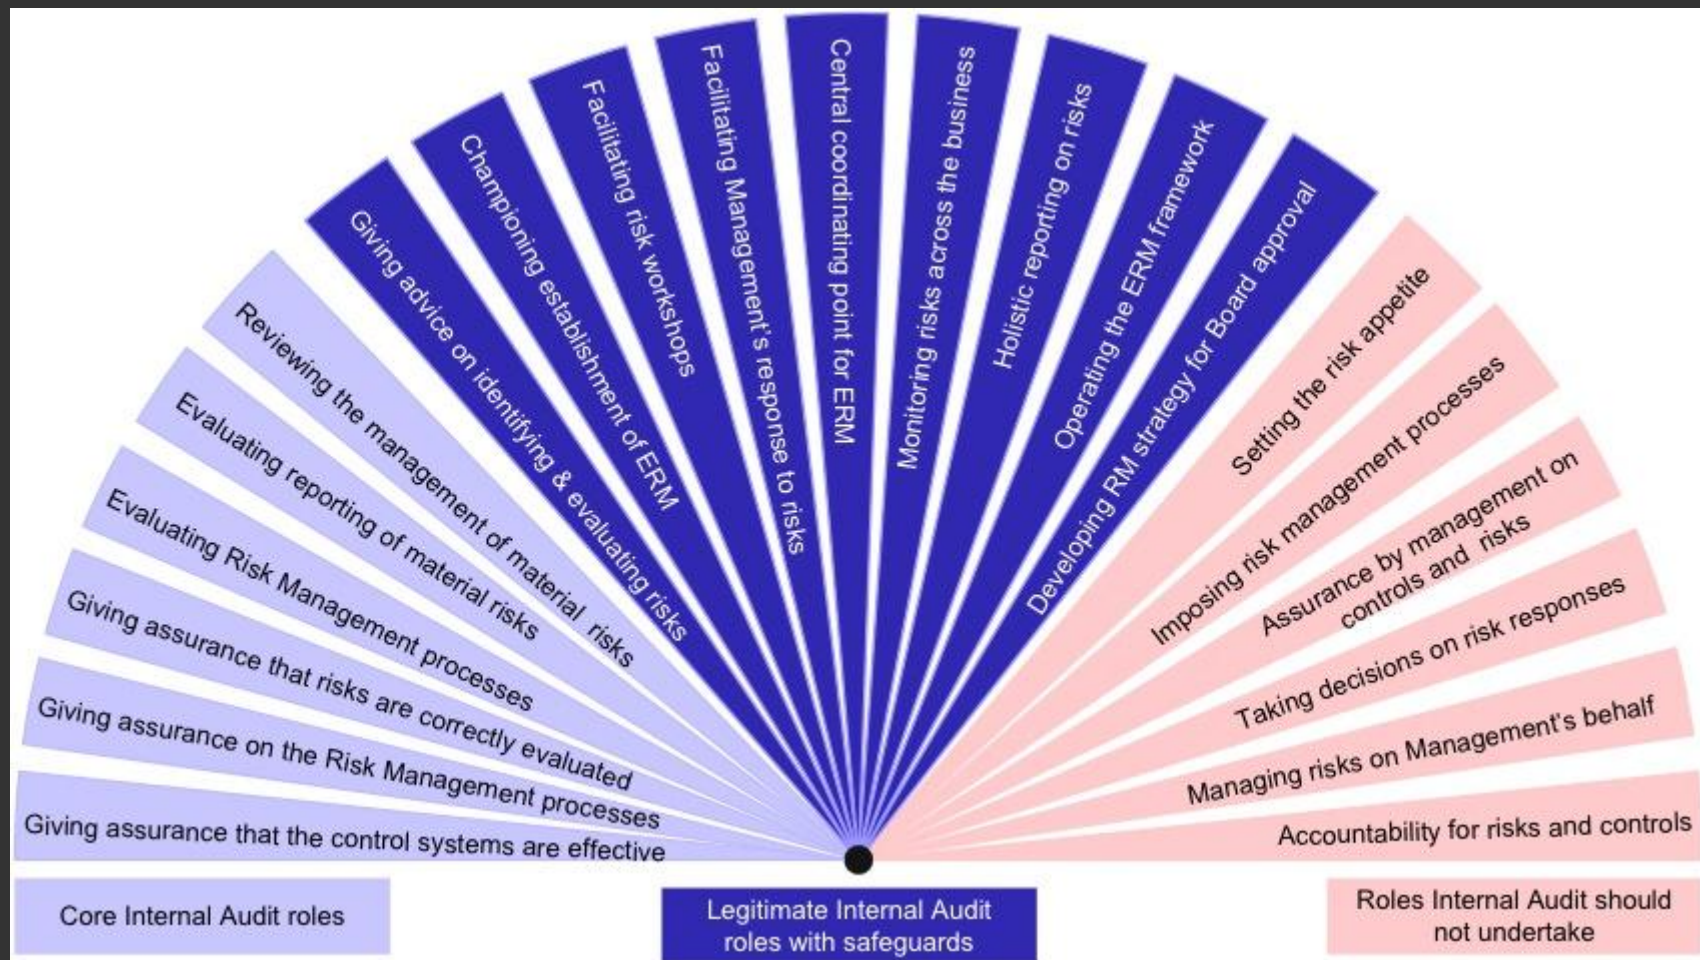 Giving assurance that the control systems are effective
Giving assurance on the Risk Management processes
Giving assurance that risks are correctly evaluated
Evaluating Risk Management processes
Evaluating reporting of material risks
Reviewing the management of material risks
Giving advice on identifying & evaluating risks
Championing establishment of ERM
Facilitating risk workshops
Facilitating Management's response to risks
Central coordinating point for ERM
Monitoring risks across the business
Holistic reporting on risks
Operating the ERM framework
Developing RM strategy for Board approval
Setting the risk appetite
Imposing risk management processes
Assurance by management on
controls and risks
Taking decisions on risk responses
Managing risks on Management's behalf
Accountability for risks and controls
Core Internal Audit roles
Legitimate Internal Audit
roles with safeguards
Roles Internal Audit should
not undertake